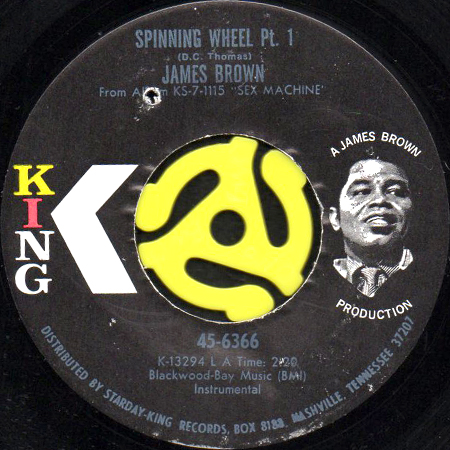 SPINNING WHEEL Pt. 1
(D.C. Thomas)
JAMES BROWN
From Album KS-7-1115 "SEX MACHINE"
KING
A JAMES BROWN
PRODUCTION
45-6366
K-13294 L A Time: 2:20
Blackwood-Bay Music (BMI)
Instrumental
DISTRIBUTED BY STARDAY-KING RECORDS, BOX 8188, NASHVILLE, TENNESSEE 37207